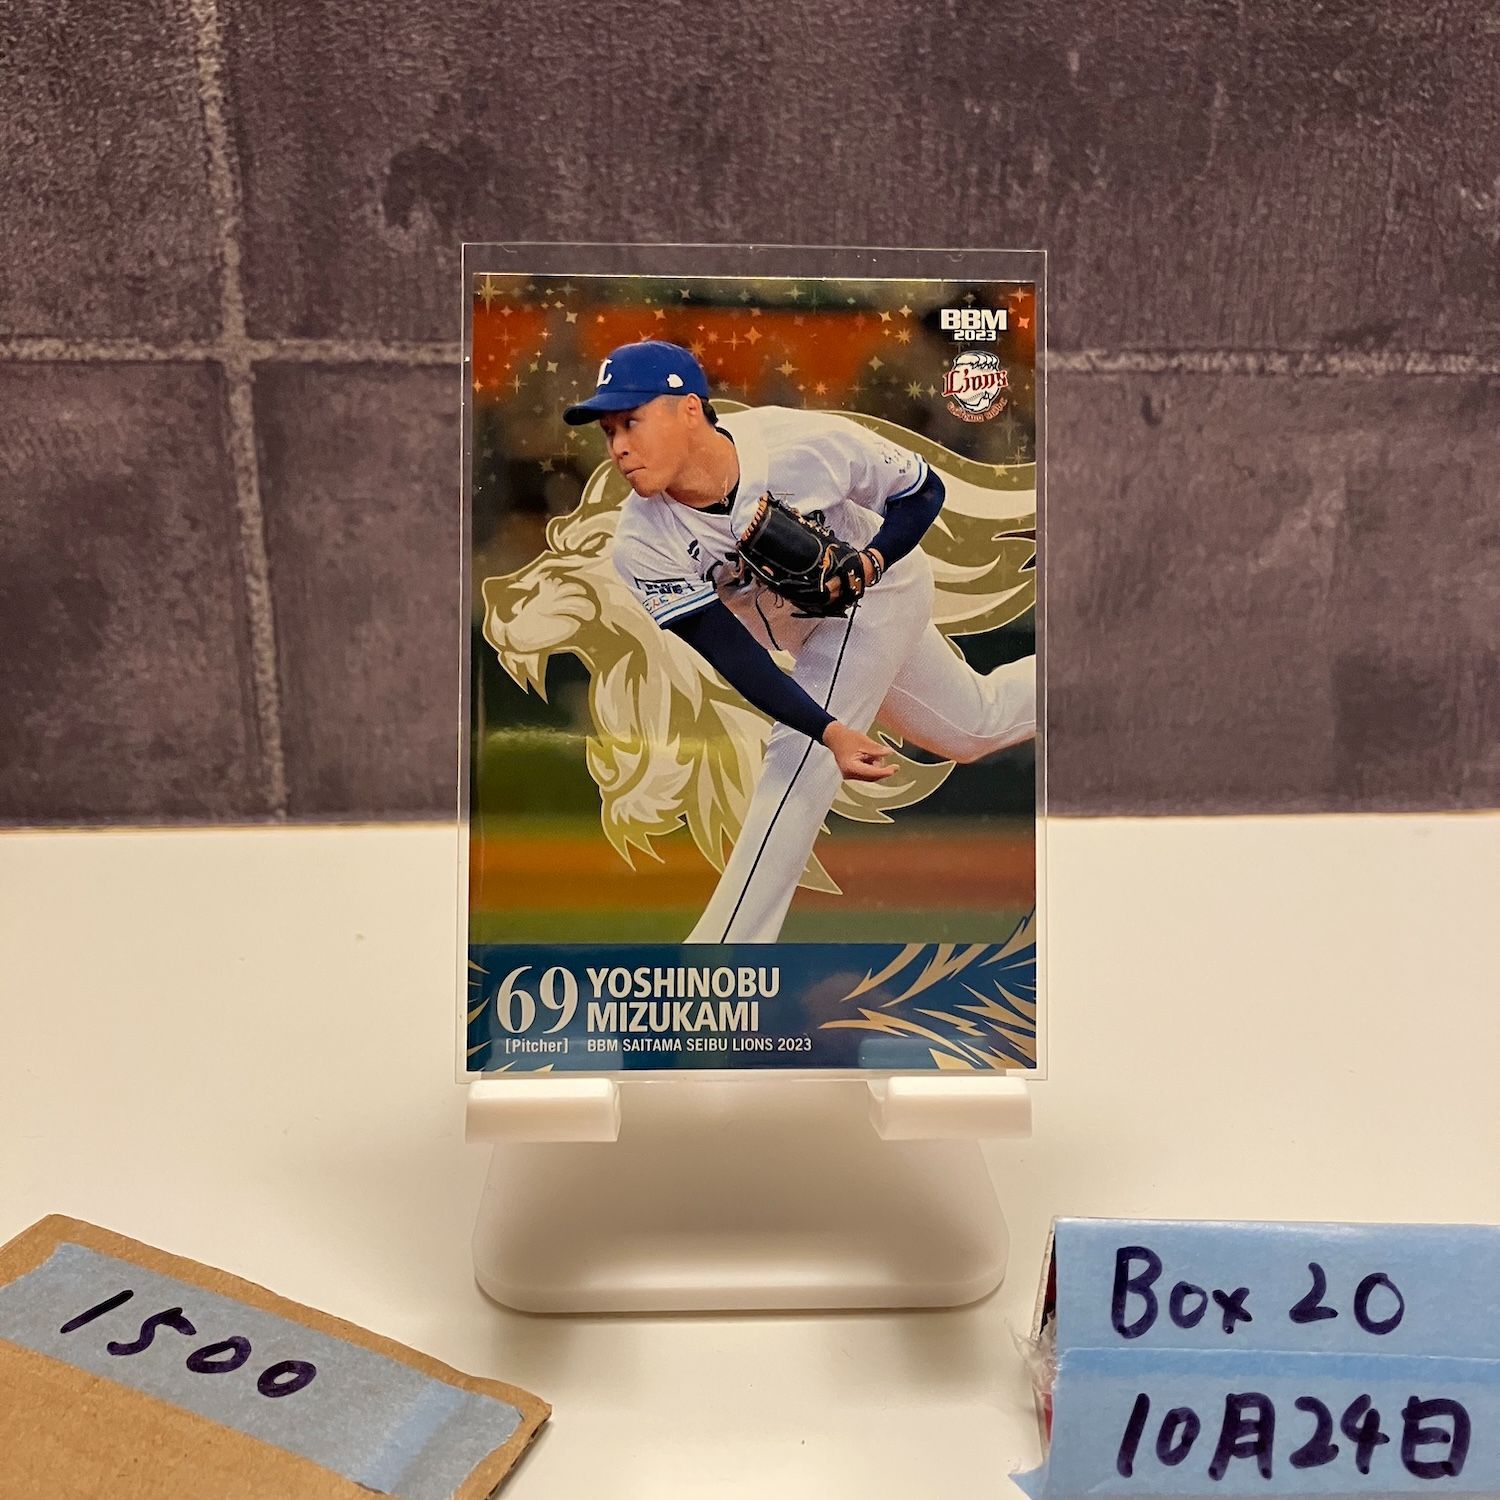 BBM
2023
Lions
L
69
YOSHINOBU
MIZUKAMI
[Pitcher]
BBM SAITAMA SEIBU LIONS 2023
1500
Box 20
10月24日